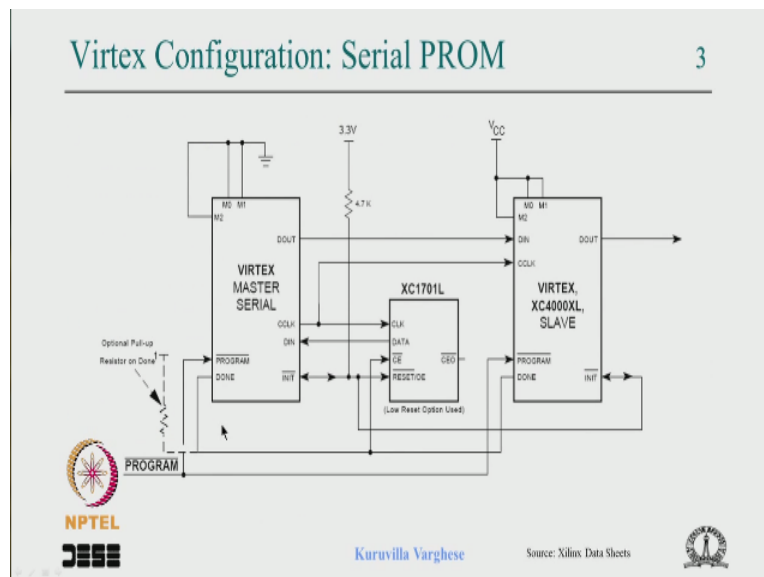 Virtex Configuration: Serial PROM
3
3.3V
VCC
M0 M1
M2
4.7 K
M0 M1
M2
DOUT
DIN
DOUT
VIRTEX
MASTER
SERIAL
CCLK
VIRTEX,
XC4000XL,
SLAVE
XC1701L
CCLK
CLK
DIN
DATA
Optional Pull-up
Resistor on Done
PROGRAM
CE
CEO
PROGRAM
DONE
INIT
RESET/OE
DONE
INIT
(Low Reset Option Used)
PROGRAM
NPTEL
DESE
Kuruvilla Varghese
Source: Xilinx Data Sheets